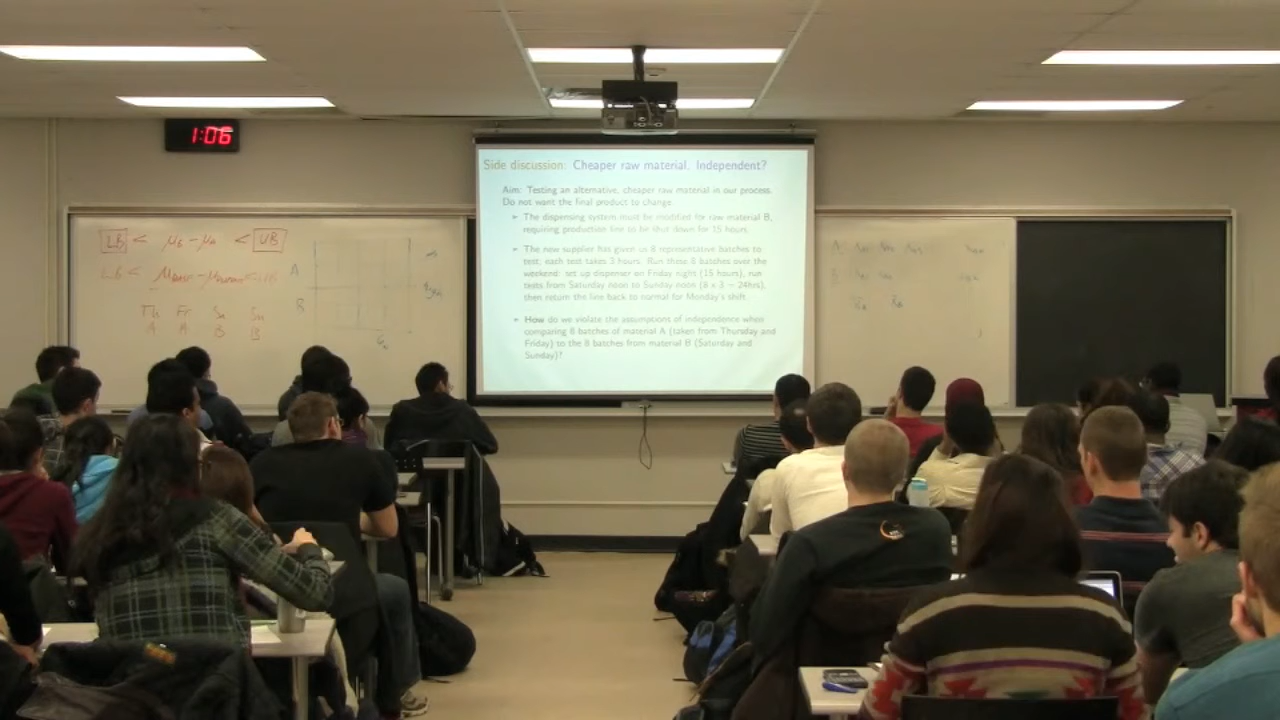 1:06
Side discussion: Cheaper raw material. Independent?
Aim: Testing an alternative, cheaper raw material in our process.
Do not want the final product to change.
The dispensing system must be modified for raw material B,
requiring production line to be shut down for 15 hours.
The new supplier has given us 8 representative batches to
test; each test takes 3 hours. Run these 8 batches over the
weekend: set up dispenser on Friday night (15 hours), run
tests from Saturday noon to Sunday noon (8 x 3 = 24hrs),
then return the line back to normal for Monday's shift.
How do we violate the assumptions of independence when
comparing 8 batches of material A (taken from Thursday and
Friday) to the 8 batches from material B (Saturday and
Sunday)?
LB < μB - μA < UB
LB <
Th Fr Sa Su
A A B B
A
B